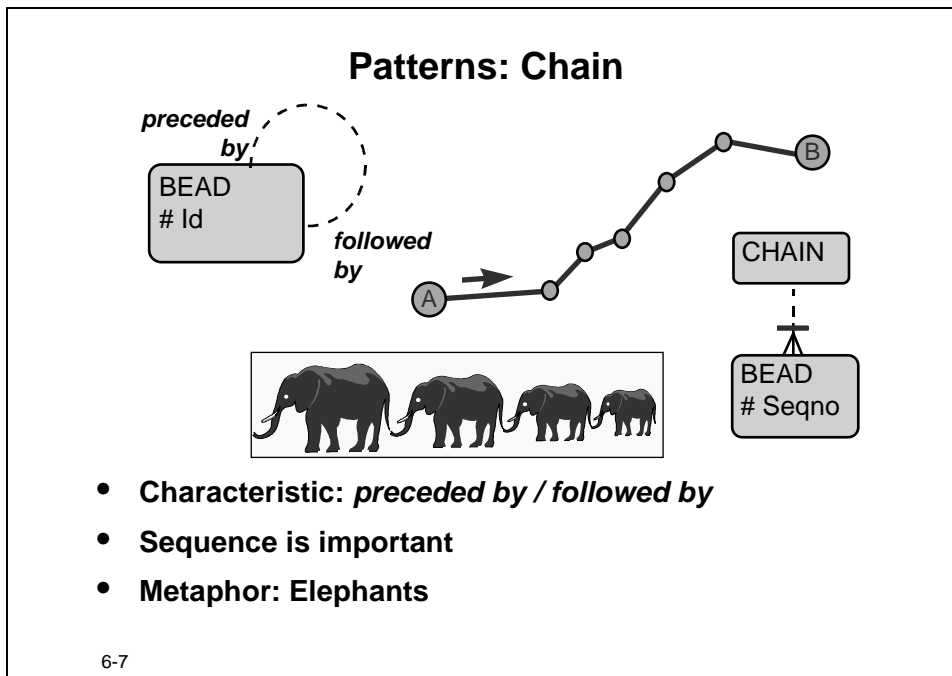 Patterns: Chain
preceded
by
BEAD
# Id
followed
by
A
B
CHAIN
BEAD
# Seqno
• Characteristic: preceded by / followed by
• Sequence is important
• Metaphor: Elephants
6-7